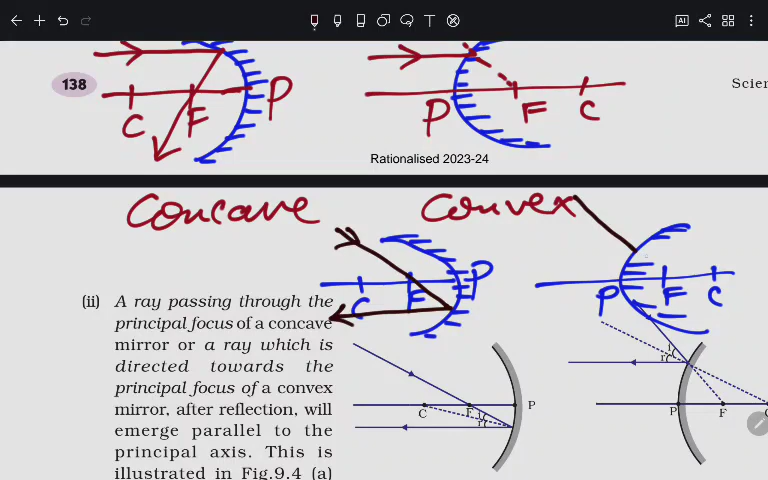 AI
138
C F P
P F C
Scien
Rationalised 2023-24
Concave Convex
C F P
P F C
(ii) A ray passing through the
principal focus of a concave
mirror or a ray which is
directed towards the
principal focus of a convex
mirror, after reflection, will
emerge parallel to the
principal axis. This is
illustrated in Fig.9.4 (a)
C F P
i
r
i
r
P F C